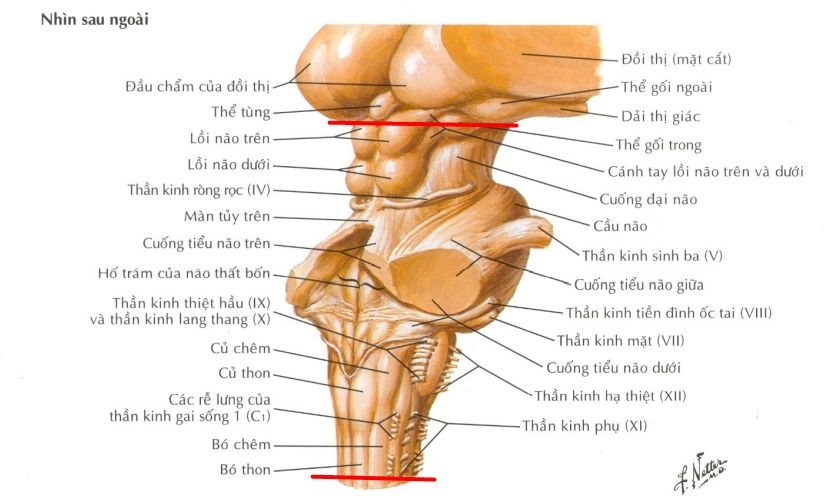 Nhìn sau ngoài
Đầu chẩm của đồi thị
Thể tùng
Lồi não trên
Lồi não dưới
Thần kinh ròng rọc (IV)
Màn tủy trên
Cuống tiểu não trên
Hố trám của não thất bốn
Thần kinh thiệt hầu (IX)
và thần kinh lang thang (X)
Củ chêm
Củ thon
Các rễ lưng của
thần kinh gai sống 1 (C1)
Bó chêm
Bó thon
Đồi thị (mặt cắt)
Thể gối ngoài
Dải thị giác
Thể gối trong
Cánh tay lồi não trên và dưới
Cuống đại não
Cầu não
Thần kinh sinh ba (V)
Cuống tiểu não giữa
Thần kinh tiền đình ốc tai (VIII)
Thần kinh mặt (VII)
Cuống tiểu não dưới
Thần kinh hạ thiệt (XII)
Thần kinh phụ (XI)
F. Netter
M.D.